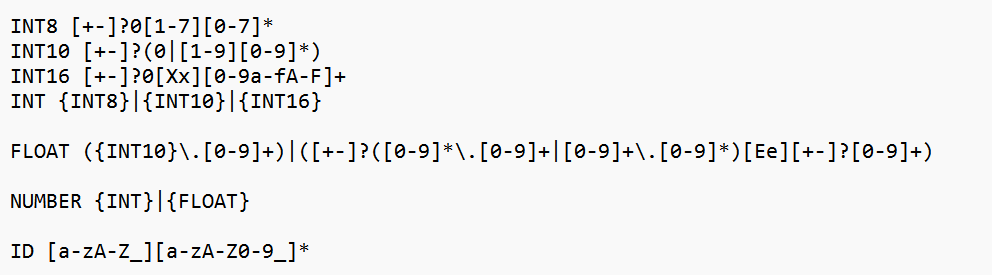 INT8 [+-]?0[1-7][0-7]*
INT10 [+-]?(0|[1-9][0-9]*)
INT16 [+-]?0[Xx][0-9a-fA-F]+
INT {INT8}|{INT10}|{INT16}
FLOAT ({INT10}\.[0-9]+)|([+-]?([0-9]*\.[0-9]+|[0-9]+\.[0-9]*)[Ee][+-]?[0-9]+)
NUMBER {INT}|{FLOAT}
ID [a-zA-Z_][a-zA-Z0-9_]*